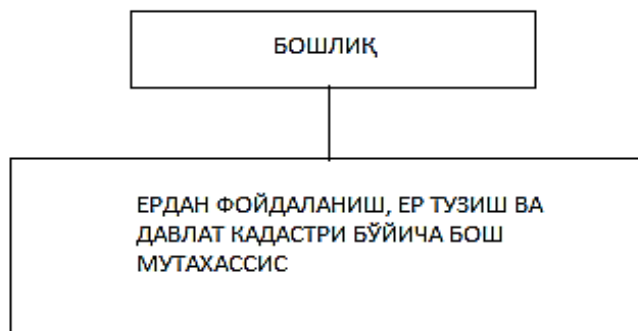 БОШЛИҚ
ЕРДАН ФОЙДАЛАНИШ, ЕР ТУЗИШ ВА
ДАВЛАТ КАДАСТРИ БЎЙИЧА БОШ
МУТАХАССИС